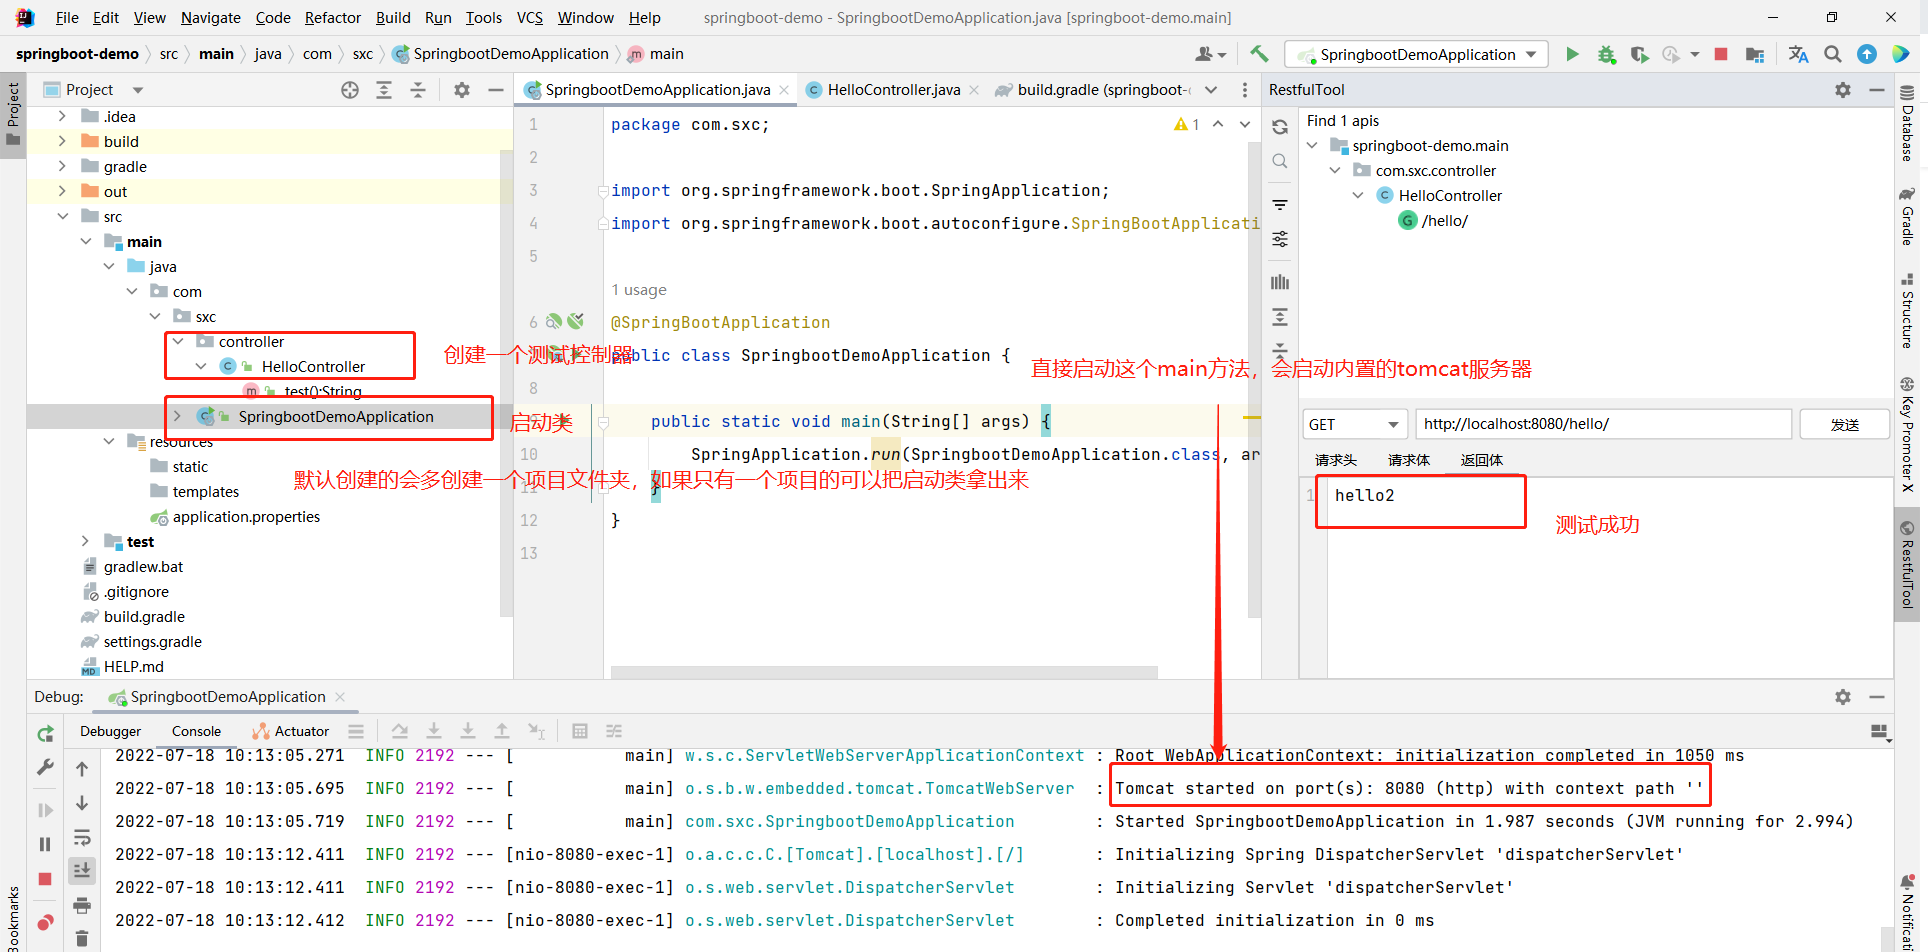 File Edit View Navigate Code Refactor Build Run Tools VCS Window Help springboot-demo - SpringbootDemoApplication.java [springboot-demo.main]
springboot-demo src main java com sxc SpringbootDemoApplication m main SpringbootDemoApplication
Project
Project
SpringbootDemoApplication.java
HelloController.java
build.gradle (springboot-
RestfulTool
.idea
build
gradle
out
src
main
java
com
sxc
controller
HelloController
test():String
SpringbootDemoApplication
resources
static
templates
application.properties
test
gradlew.bat
.gitignore
build.gradle
settings.gradle
HELP.md
创建一个测试控制器
启动类
默认创建的会多创建一个项目文件夹，如果只有一个项目的可以把启动类拿出来
直接启动这个main方法，会启动内置的tomcat服务器
1 package com.sxc;
1
2
3 import org.springframework.boot.SpringApplication;
4 import org.springframework.boot.autoconfigure.SpringBootApplicati
5
1 usage
6 @SpringBootApplication
public class SpringbootDemoApplication {
8
public static void main(String[] args) {
10 SpringApplication.run(SpringbootDemoApplication.class, ar
11 }
12 }
13
Find 1 apis
springboot-demo.main
com.sxc.controller
HelloController
G /hello/
GET http://localhost:8080/hello/ 发送
请求头 请求体 返回体
1 hello2
测试成功
Database
Gradle
Structure
Key Promoter X
RestfulTool
Notificati
Bookmarks
Debug: SpringbootDemoApplication
Debugger Console Actuator
2022-07-18 10:13:05.271 INFO 2192 --- [ main] w.s.c.ServletWebServerApplicationContext : Root WebApplicationContext: initialization completed in 1050 ms
2022-07-18 10:13:05.695 INFO 2192 --- [ main] o.s.b.w.embedded.tomcat.TomcatWebServer : Tomcat started on port(s): 8080 (http) with context path ''
2022-07-18 10:13:05.719 INFO 2192 --- [ main] com.sxc.SpringbootDemoApplication : Started SpringbootDemoApplication in 1.987 seconds (JVM running for 2.994)
2022-07-18 10:13:12.411 INFO 2192 --- [nio-8080-exec-1] o.a.c.c.C.[Tomcat].[localhost].[/] : Initializing Spring DispatcherServlet 'dispatcherServlet'
2022-07-18 10:13:12.411 INFO 2192 --- [nio-8080-exec-1] o.s.web.servlet.DispatcherServlet : Initializing Servlet 'dispatcherServlet'
2022-07-18 10:13:12.412 INFO 2192 --- [nio-8080-exec-1] o.s.web.servlet.DispatcherServlet : Completed initialization in 0 ms